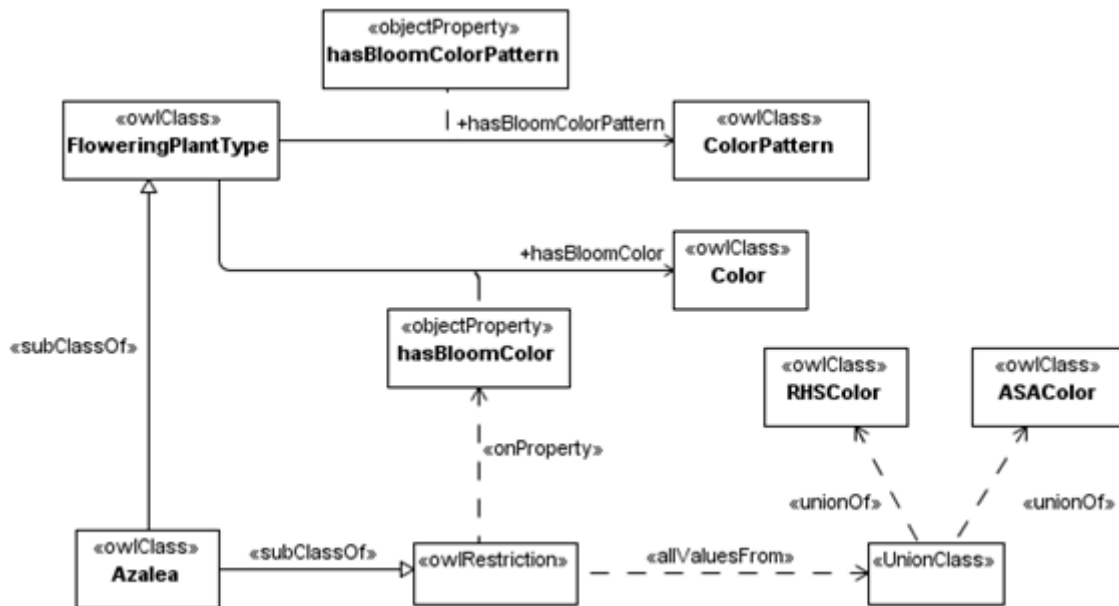 «objectProperty»
hasBloomColorPattern
«owlClass»
FloweringPlantType
+hasBloomColorPattern
«owlClass»
ColorPattern
+hasBloomColor
«owlClass»
Color
«objectProperty»
hasBloomColor
«subClassOf»
«owlClass»
RHSColor
«owlClass»
ASAColor
«onProperty»
«unionOf»
«unionOf»
«owlClass»
Azalea
«subClassOf»
«owlRestriction»
«allValuesFrom»
«UnionClass»